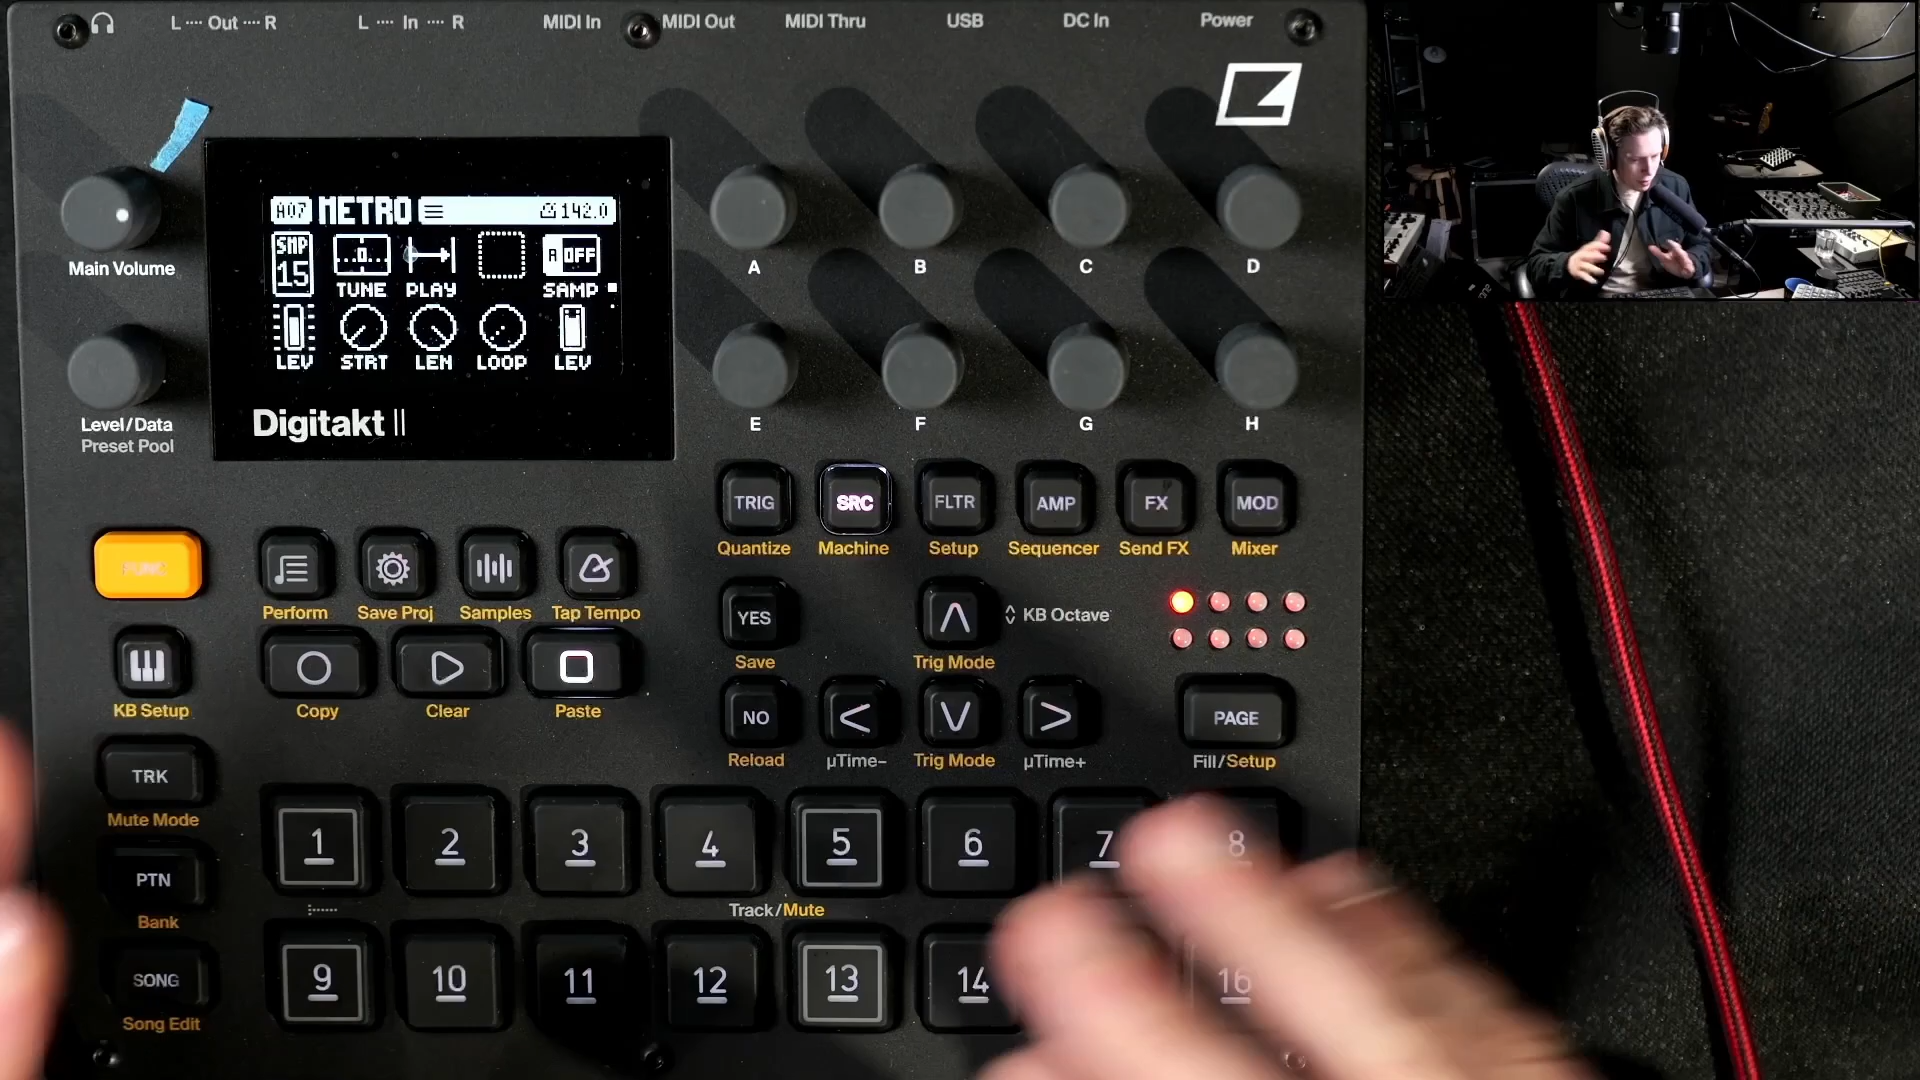 L ···· Out ···· R
L ···· In ···· R
MIDI In
MIDI Out
MIDI Thru
USB
DC In
Power
Main Volume
Level/Data
Preset Pool
A07 METRO 142.0
SMP 15
0
A OFF
TUNE PLAY SAMP
LEV STRT LEN LOOP LEV
Digitakt II
A B C D
E F G H
TRIG SRC FLTR AMP FX MOD
Quantize Machine Setup Sequencer Send FX Mixer
FUNC
Perform Save Proj Samples Tap Tempo
YES
KB Octave
Save
Trig Mode
KB Setup
Copy Clear Paste
NO
PAGE
Reload
µTime-
Trig Mode
µTime+
Fill/Setup
TRK
Mute Mode
PTN
Bank
SONG
Song Edit
1 2 3 4 5 6 7 8
Track/Mute
9 10 11 12 13 14 16